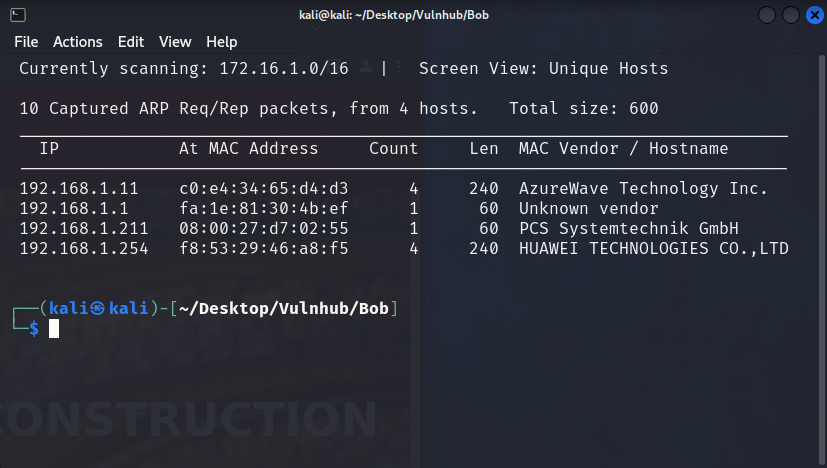 kali@kali: ~/Desktop/Vulnhub/Bob
File Actions Edit View Help
Currently scanning: 172.16.1.0/16 | Screen View: Unique Hosts
10 Captured ARP Req/Rep packets, from 4 hosts. Total size: 600
IP At MAC Address Count Len MAC Vendor / Hostname
192.168.1.11 c0:e4:34:65:d4:d3 4 240 AzureWave Technology Inc.
192.168.1.1 fa:1e:81:30:4b:ef 1 60 Unknown vendor
192.168.1.211 08:00:27:d7:02:55 1 60 PCS Systemtechnik GmbH
192.168.1.254 f8:53:29:46:a8:f5 4 240 HUAWEI TECHNOLOGIES CO.,LTD
┌──(kali㉿kali)-[~/Desktop/Vulnhub/Bob]
└─$
CONSTRUCTION